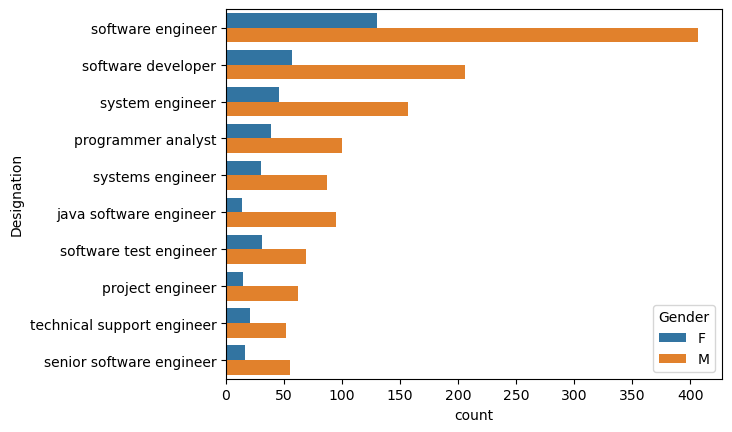 software engineer
software developer
system engineer
programmer analyst
systems engineer
java software engineer
software test engineer
project engineer
technical support engineer
senior software engineer
Designation
0 50 100 150 200 250 300 350 400
count
Gender
F
M